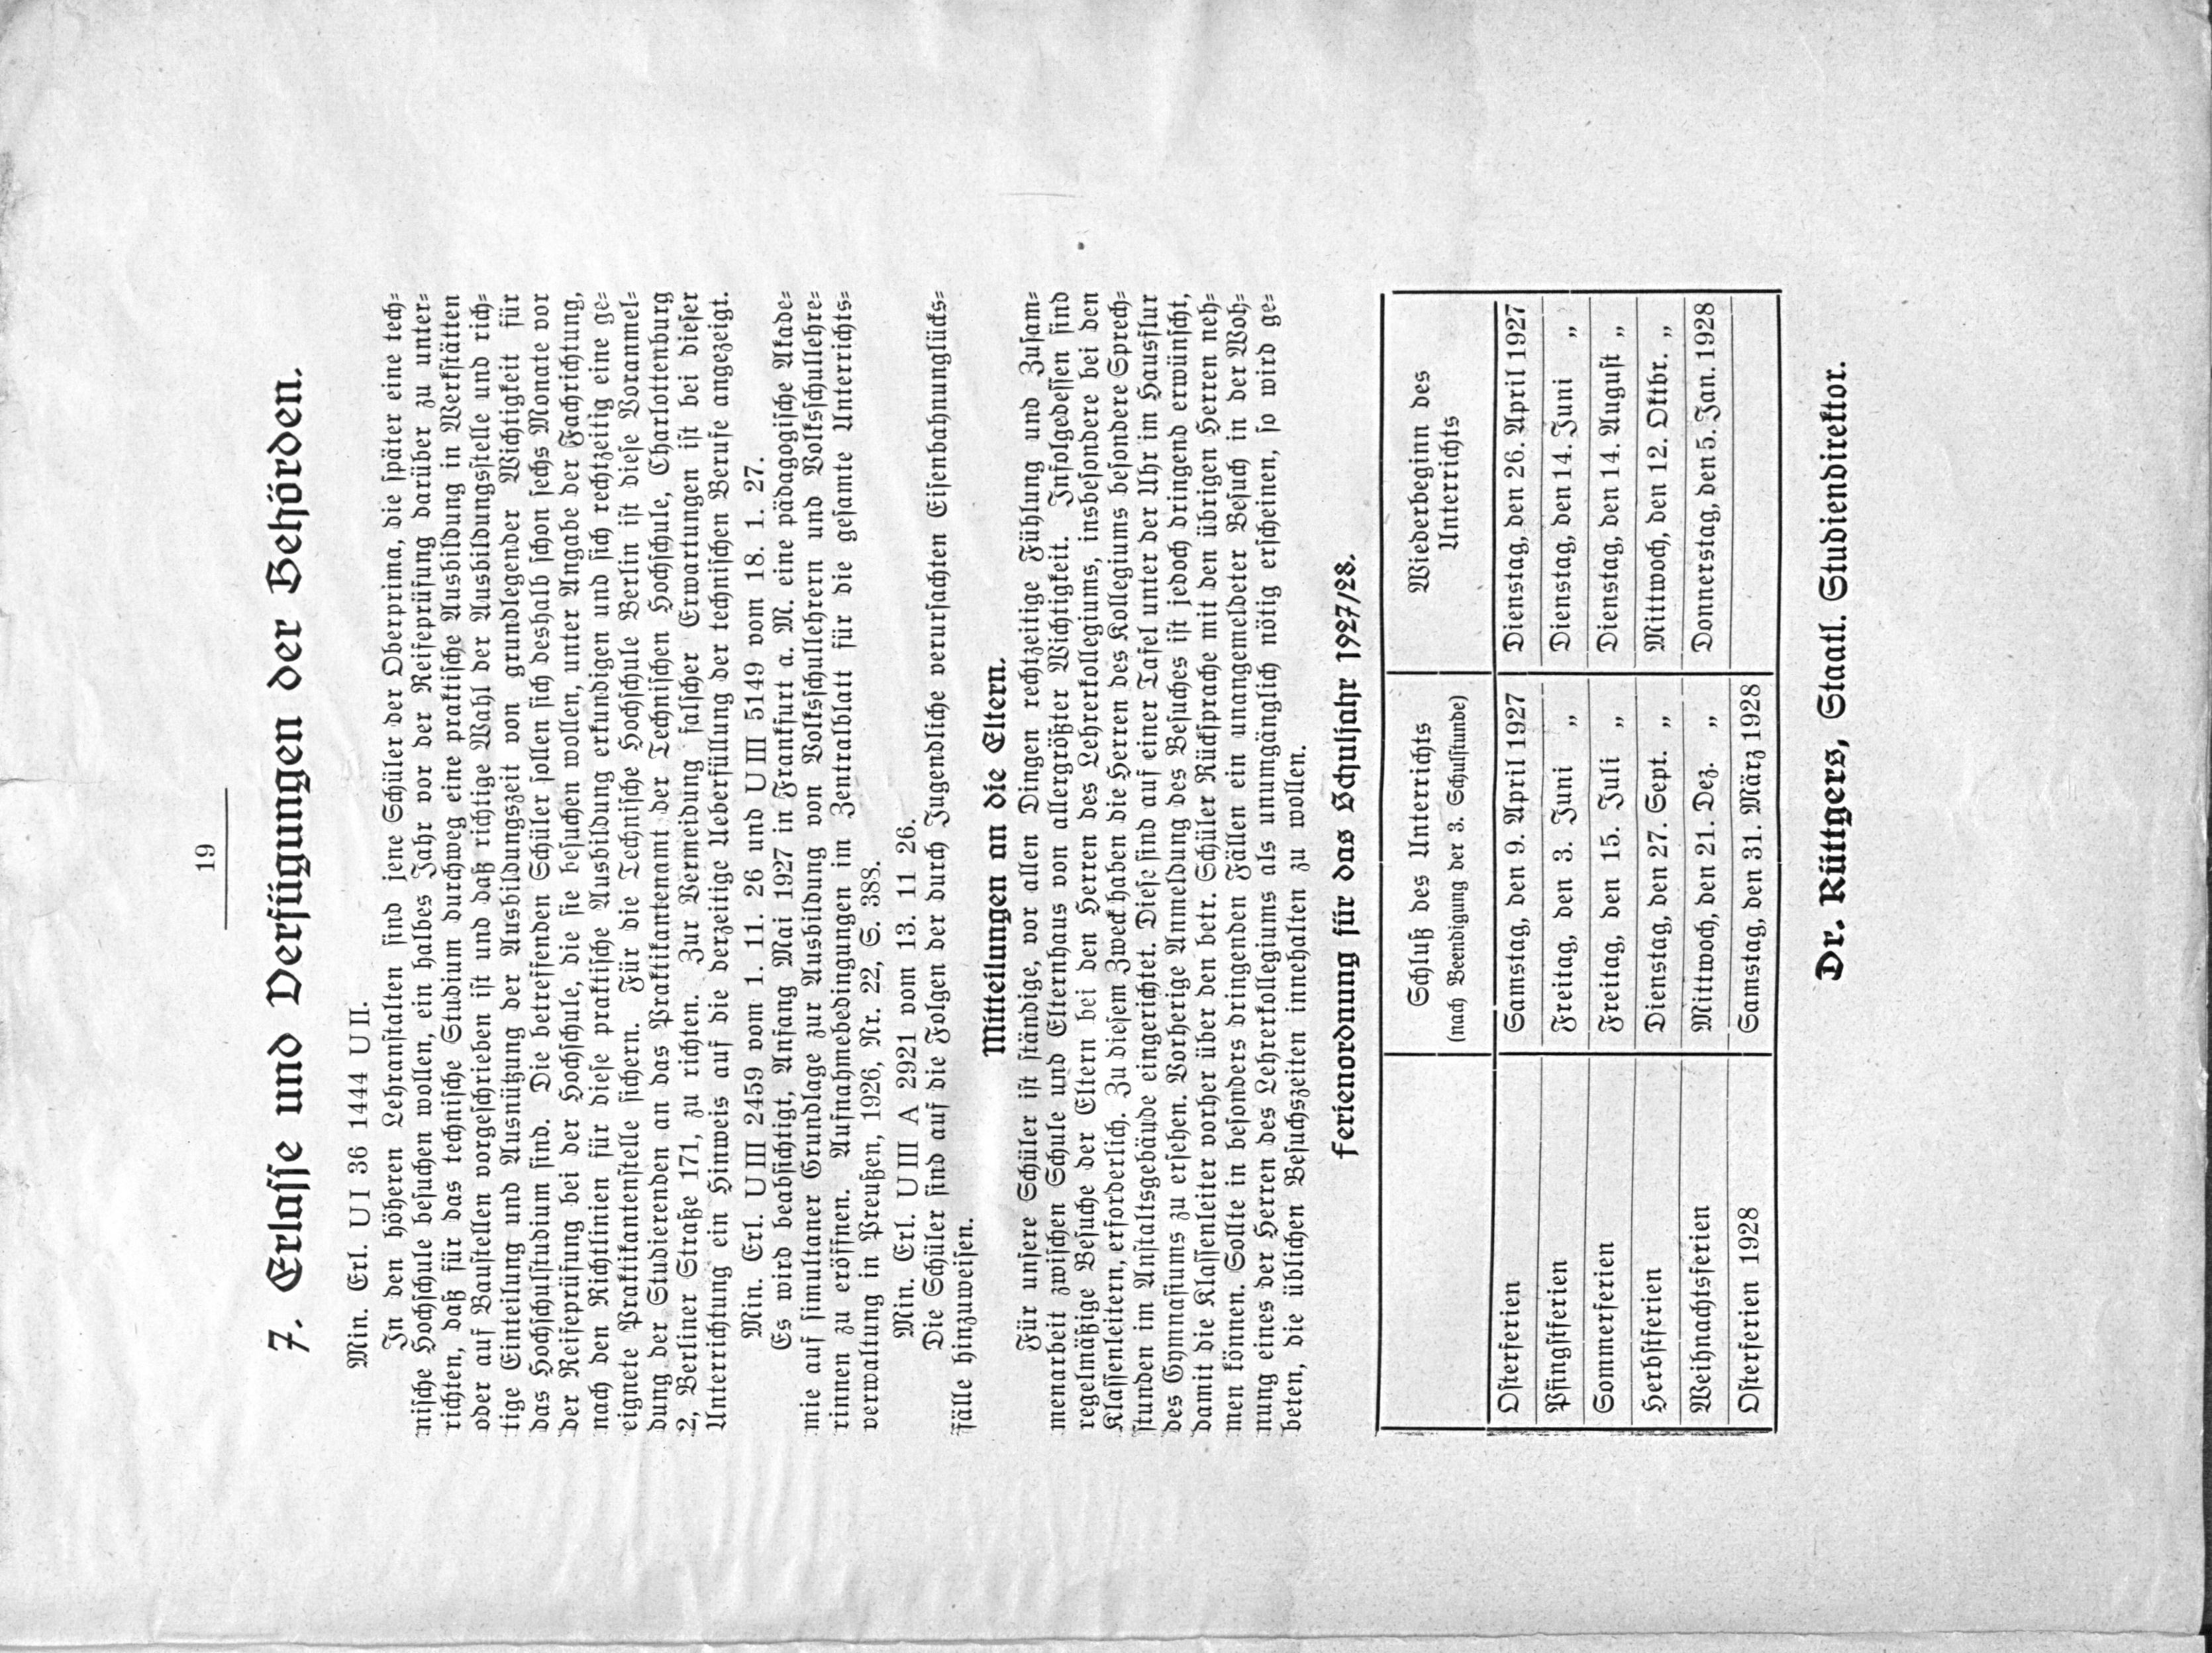 19
7. Erlasse und Verfügungen der Behörden.
Min. Erl. U I 36 1444 U II.
In den höheren Lehranstalten sind jene Schüler der Oberprima, die später eine tech-
nische Hochschule besuchen wollen, ein halbes Jahr vor der Reifeprüfung darüber zu unter-
richten, daß für das technische Studium durchweg eine praktische Ausbildung in Werkstätten
oder auf Baustellen vorgeschrieben ist und daß richtige Wahl der Ausbildungsstelle und rich-
tige Einteilung und Ausnützung der Ausbildungszeit von grundlegender Wichtigkeit für
das Hochschulstudium sind. Die betreffenden Schüler sollen sich deshalb schon sechs Monate vor
der Reifeprüfung bei der Hochschule, die sie besuchen wollen, unter Angabe der Fachrichtung,
nach den Richtlinien für diese praktische Ausbildung erkundigen und sich rechtzeitig eine ge-
eignete Praktikantenstelle sichern. Für die Technische Hochschule Berlin ist diese Voranmel-
dung der Studierenden an das Praktikantenamt der Technischen Hochschule, Charlottenburg
2, Berliner Straße 171, zu richten. Zur Vermeidung falscher Erwartungen ist bei dieser
Unterrichtung ein Hinweis auf die derzeitige Ueberfüllung der technischen Berufe angezeigt.
Min. Erl. U III 2459 vom 1. 11. 26 und U III 5149 vom 18. 1. 27.
Es wird beabsichtigt, Anfang Mai 1927 in Frankfurt a. M. eine pädagogische Akade-
mie auf simultaner Grundlage zur Ausbildung von Volksschullehrern und Volksschullehre-
rinnen zu eröffnen. Aufnahmebedingungen im Zentralblatt für die gesamte Unterrichts-
verwaltung in Preußen, 1926, Nr. 22, S. 388.
Min. Erl. U III A 2921 vom 13. 11 26.
Die Schüler sind auf die Folgen der durch Jugendliche verursachten Eisenbahnunglücks-
fälle hinzuweisen.
Mitteilungen an die Eltern.
Für unsere Schüler ist ständige, vor allen Dingen rechtzeitige Fühlung und Zusam-
menarbeit zwischen Schule und Elternhaus von allergrößter Wichtigkeit. Infolgedessen sind
regelmäßige Besuche der Eltern bei den Herren des Lehrerkollegiums, insbesondere bei den
Klassenleitern, erforderlich. Zu diesem Zweck haben die Herren des Kollegiums besondere Sprech-
stunden im Anstaltsgebäude eingerichtet. Diese sind auf einer Tafel unter der Uhr im Hausflur
des Gymnasiums zu ersehen. Vorherige Anmeldung des Besuches ist jedoch dringend erwünscht,
damit die Klassenleiter vorher über den betr. Schüler Rücksprache mit den übrigen Herren neh-
men können. Sollte in besonders dringenden Fällen ein unangemeldeter Besuch in der Woh-
nung eines der Herren des Lehrerkollegiums als unumgänglich nötig erscheinen, so wird ge-
beten, die üblichen Besuchszeiten innehalten zu wollen.
Ferienordnung für das Schuljahr 1927/28.
Schluß des Unterrichts Wiederbeginn des
(nach Beendigung der 3. Schulstunde) Unterrichts
Osterferien Samstag, den 9. April 1927 Dienstag, den 26. April 1927
Pfingstferien Freitag, den 3. Juni „ Dienstag, den 14. Juni „
Sommerferien Freitag, den 15. Juli „ Dienstag, den 14. August „
Herbstferien Dienstag, den 27. Sept. „ Mittwoch, den 12. Oktbr. „
Weihnachtsferien Mittwoch, den 21. Dez. „ Donnerstag, den 5. Jan. 1928
Osterferien 1928 Samstag, den 31. März 1928
Dr. Rüttgers, Staatl. Studiendirektor.